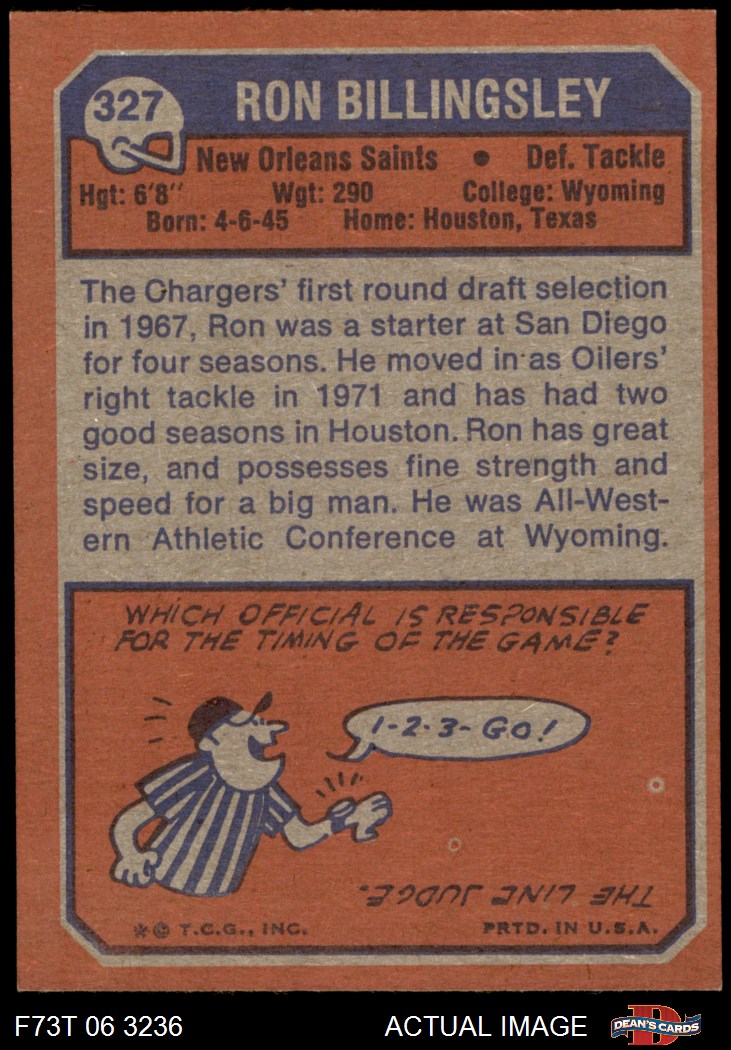 327
RON BILLINGSLEY
New Orleans Saints • Def. Tackle
Hgt: 6'8" Wgt: 290 College: Wyoming
Born: 4-6-45 Home: Houston, Texas
The Chargers' first round draft selection
in 1967, Ron was a starter at San Diego
for four seasons. He moved in as Oilers'
right tackle in 1971 and has had two
good seasons in Houston. Ron has great
size, and possesses fine strength and
speed for a big man. He was All-West-
ern Athletic Conference at Wyoming.
WHICH OFFICIAL IS RESPONSIBLE
FOR THE TIMING OF THE GAME?
1-2-3-GO!
THE LINE JUDGE.
*© T.C.G., INC. PRTD. IN U.S.A.
F73T 06 3236 ACTUAL IMAGE
D
DEAN'S CARDS